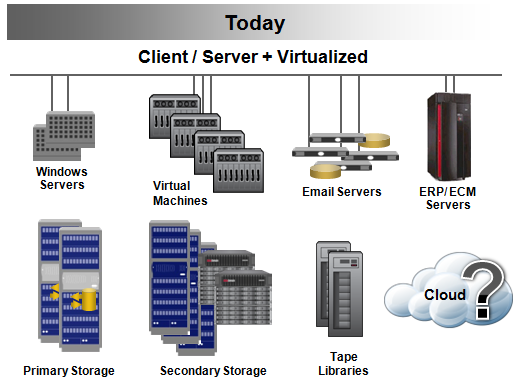 Today
Client / Server + Virtualized
Windows
Servers
Virtual
Machines
Email Servers
ERP/ ECM
Servers
Primary Storage
Secondary Storage
Tape
Libraries
Cloud
?